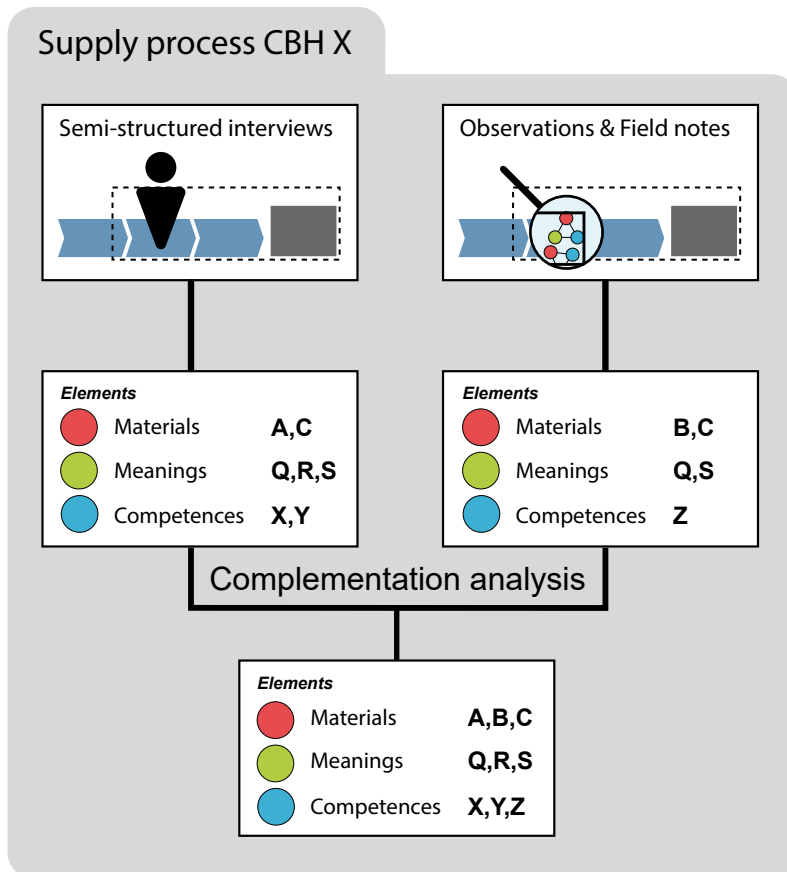 Supply process CBH X
Semi-structured interviews
Observations & Field notes
Elements
Materials A,C
Meanings Q,R,S
Competences X,Y
Elements
Materials B,C
Meanings Q,S
Competences Z
Complementation analysis
Elements
Materials A,B,C
Meanings Q,R,S
Competences X,Y,Z